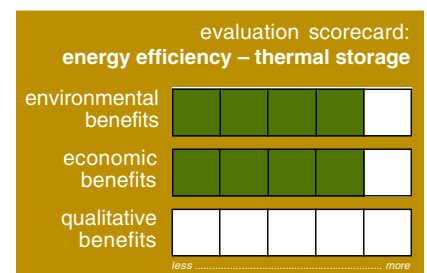 evaluation scorecard:
energy efficiency – thermal storage
environmental
benefits
economic
benefits
qualitative
benefits
less ........................................................... more